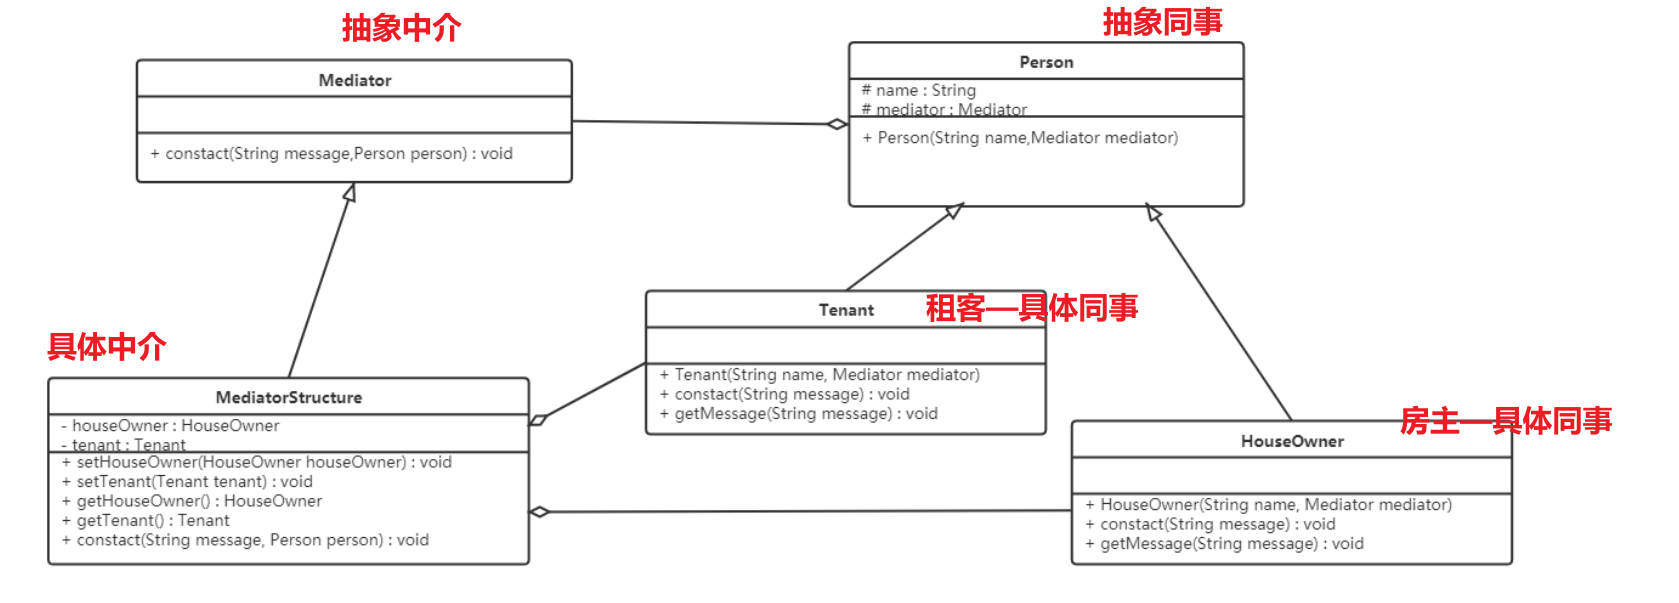 抽象中介
Mediator
+ constact(String message,Person person) : void
抽象同事
Person
# name : String
# mediator : Mediator
+ Person(String name,Mediator mediator)
租客—具体同事
Tenant
+ Tenant(String name, Mediator mediator)
+ constact(String message) : void
+ getMessage(String message) : void
具体中介
MediatorStructure
- houseOwner : HouseOwner
- tenant : Tenant
+ setHouseOwner(HouseOwner houseOwner) : void
+ setTenant(Tenant tenant) : void
+ getHouseOwner() : HouseOwner
+ getTenant() : Tenant
+ constact(String message, Person person) : void
房主—具体同事
HouseOwner
+ HouseOwner(String name, Mediator mediator)
+ constact(String message) : void
+ getMessage(String message) : void